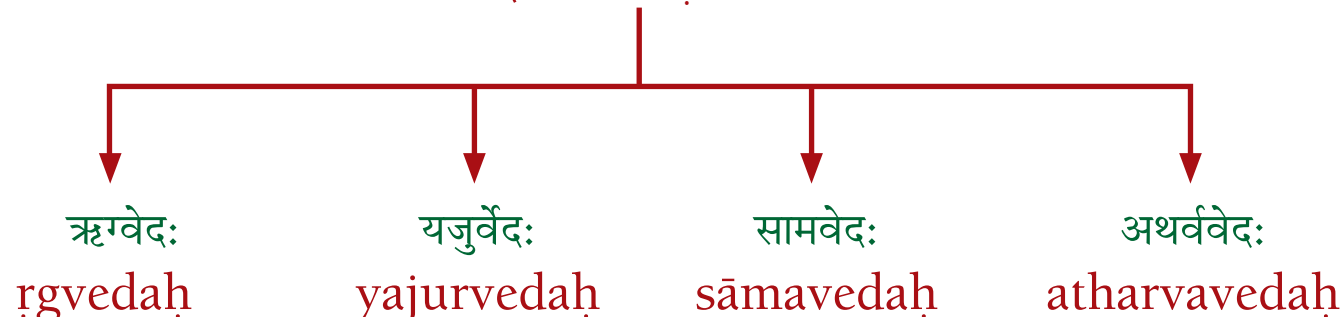 ऋग्वेदः यजुर्वेदः सामवेदः अथर्ववेदः
ṛgvedaḥ yajurvedaḥ sāmavedaḥ atharvavedaḥ